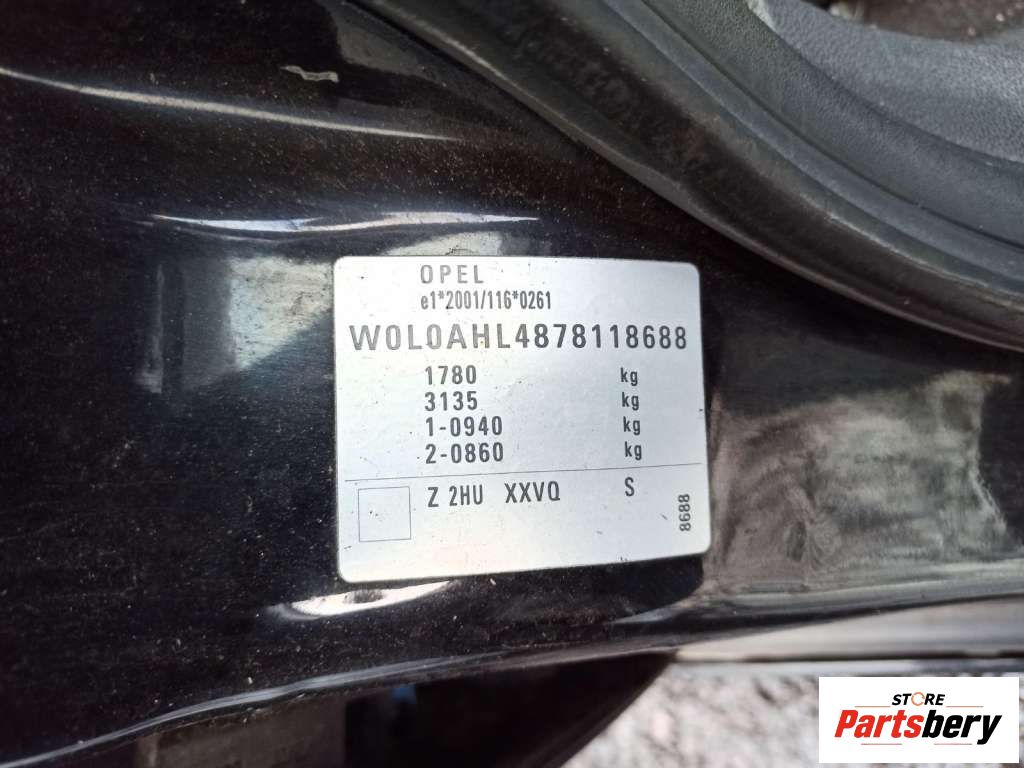 OPEL
e1*2001/116*0261
W0L0AHL4878118688
1780 kg
3135 kg
1-0940 kg
2-0860 kg
Z 2HU XXVQ S
8688
STORE
Partsbery